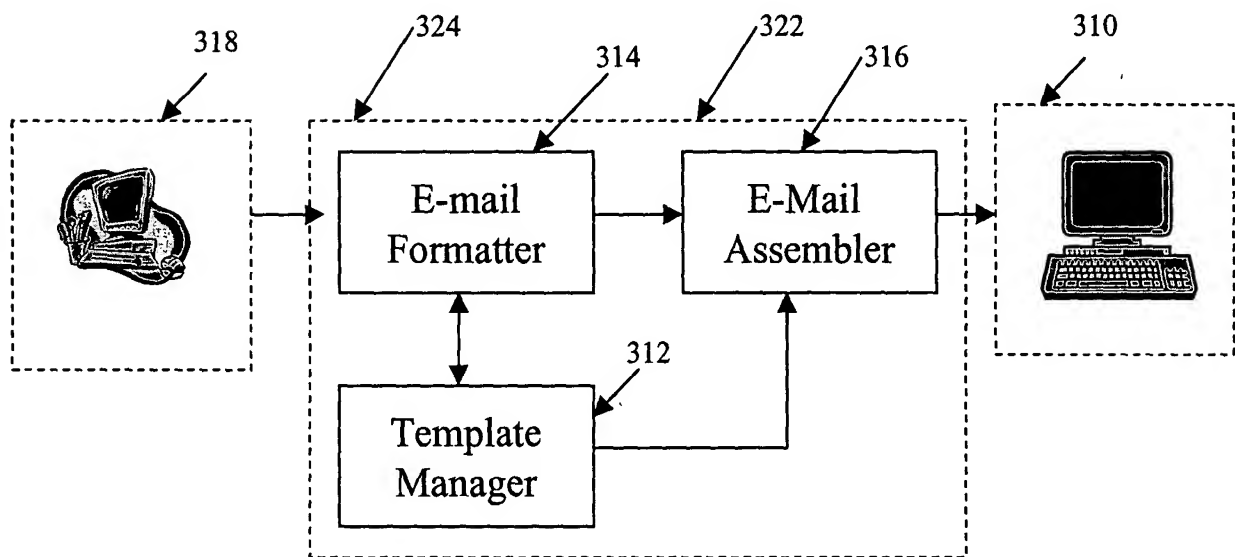 318
324
314
322
316
310
E-mail
Formatter
E-Mail
Assembler
312
Template
Manager